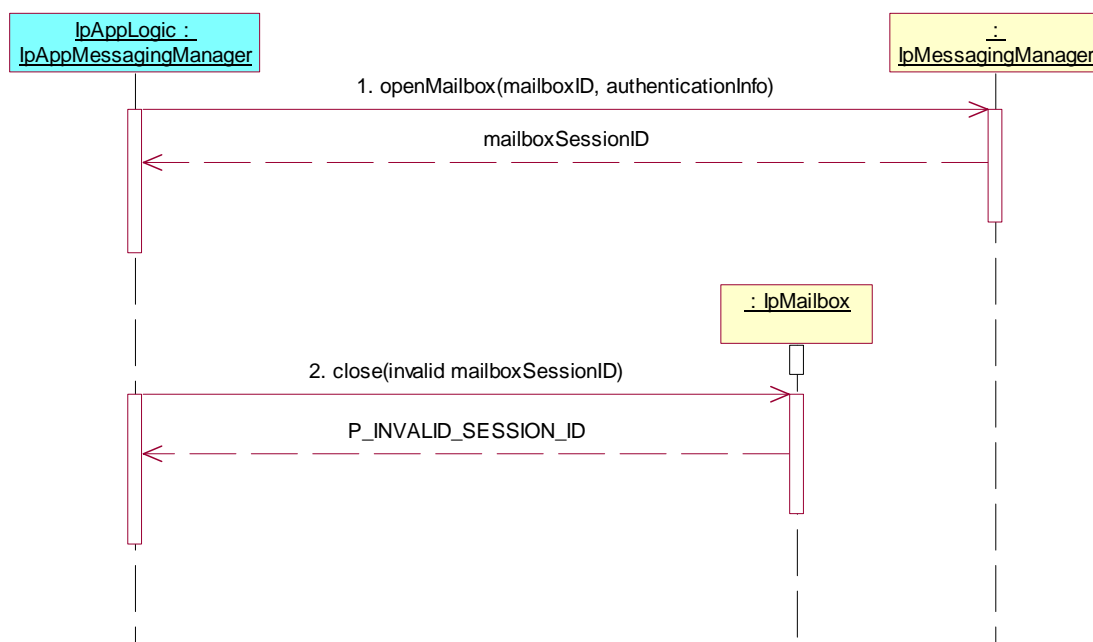 IpAppLogic :
IpAppMessagingManager
:
IpMessagingManager
1. openMailbox(mailboxID, authenticationInfo)
mailboxSessionID
: IpMailbox
2. close(invalid mailboxSessionID)
P_INVALID_SESSION_ID